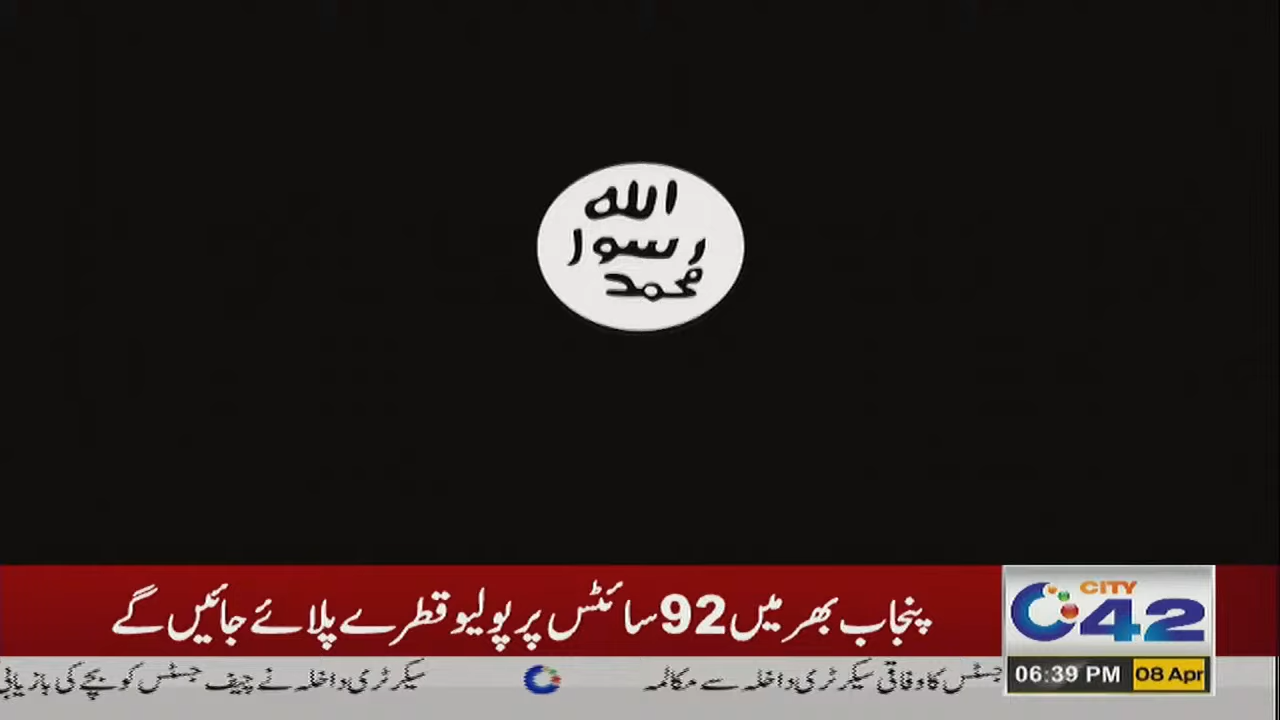 الله
رسول
محمد
پنجاب بھر میں 92 سائٹس پر پولیو قطرے پلائے جائیں گے
CITY
42
جسٹس کا وفاقی سیکرٹری داخلہ سے مکالمہ
سیکرٹری داخلہ نے چیف جسٹس کو بچے کی بازیابی
06:39 PM 08 Apr